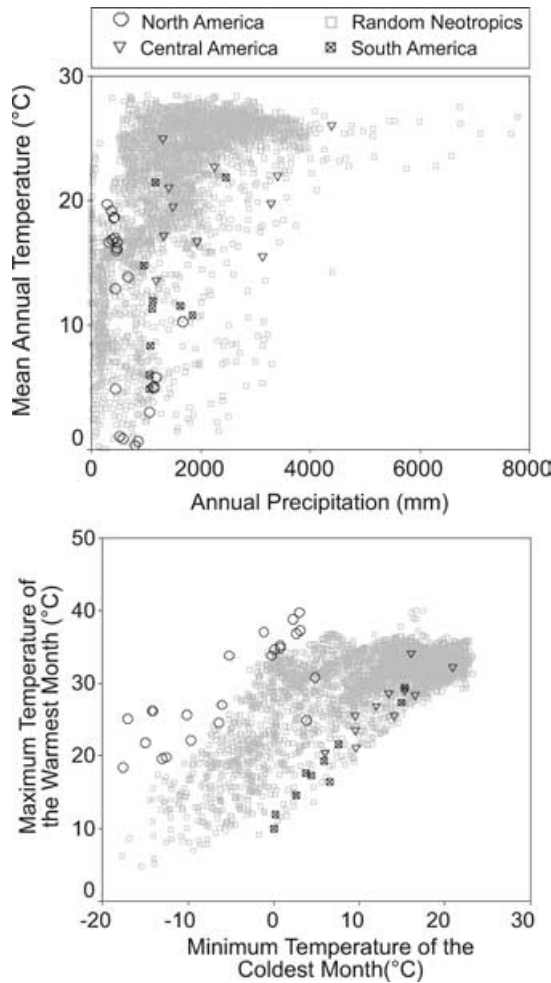 North America Random Neotropics
Central America South America
Mean Annual Temperature (°C)
30
20
10
0
0 2000 4000 6000 8000
Annual Precipitation (mm)
Maximum Temperature of
the Warmest Month (°C)
50
40
30
20
10
0
-20 -10 0 10 20 30
Minimum Temperature of the
Coldest Month(°C)